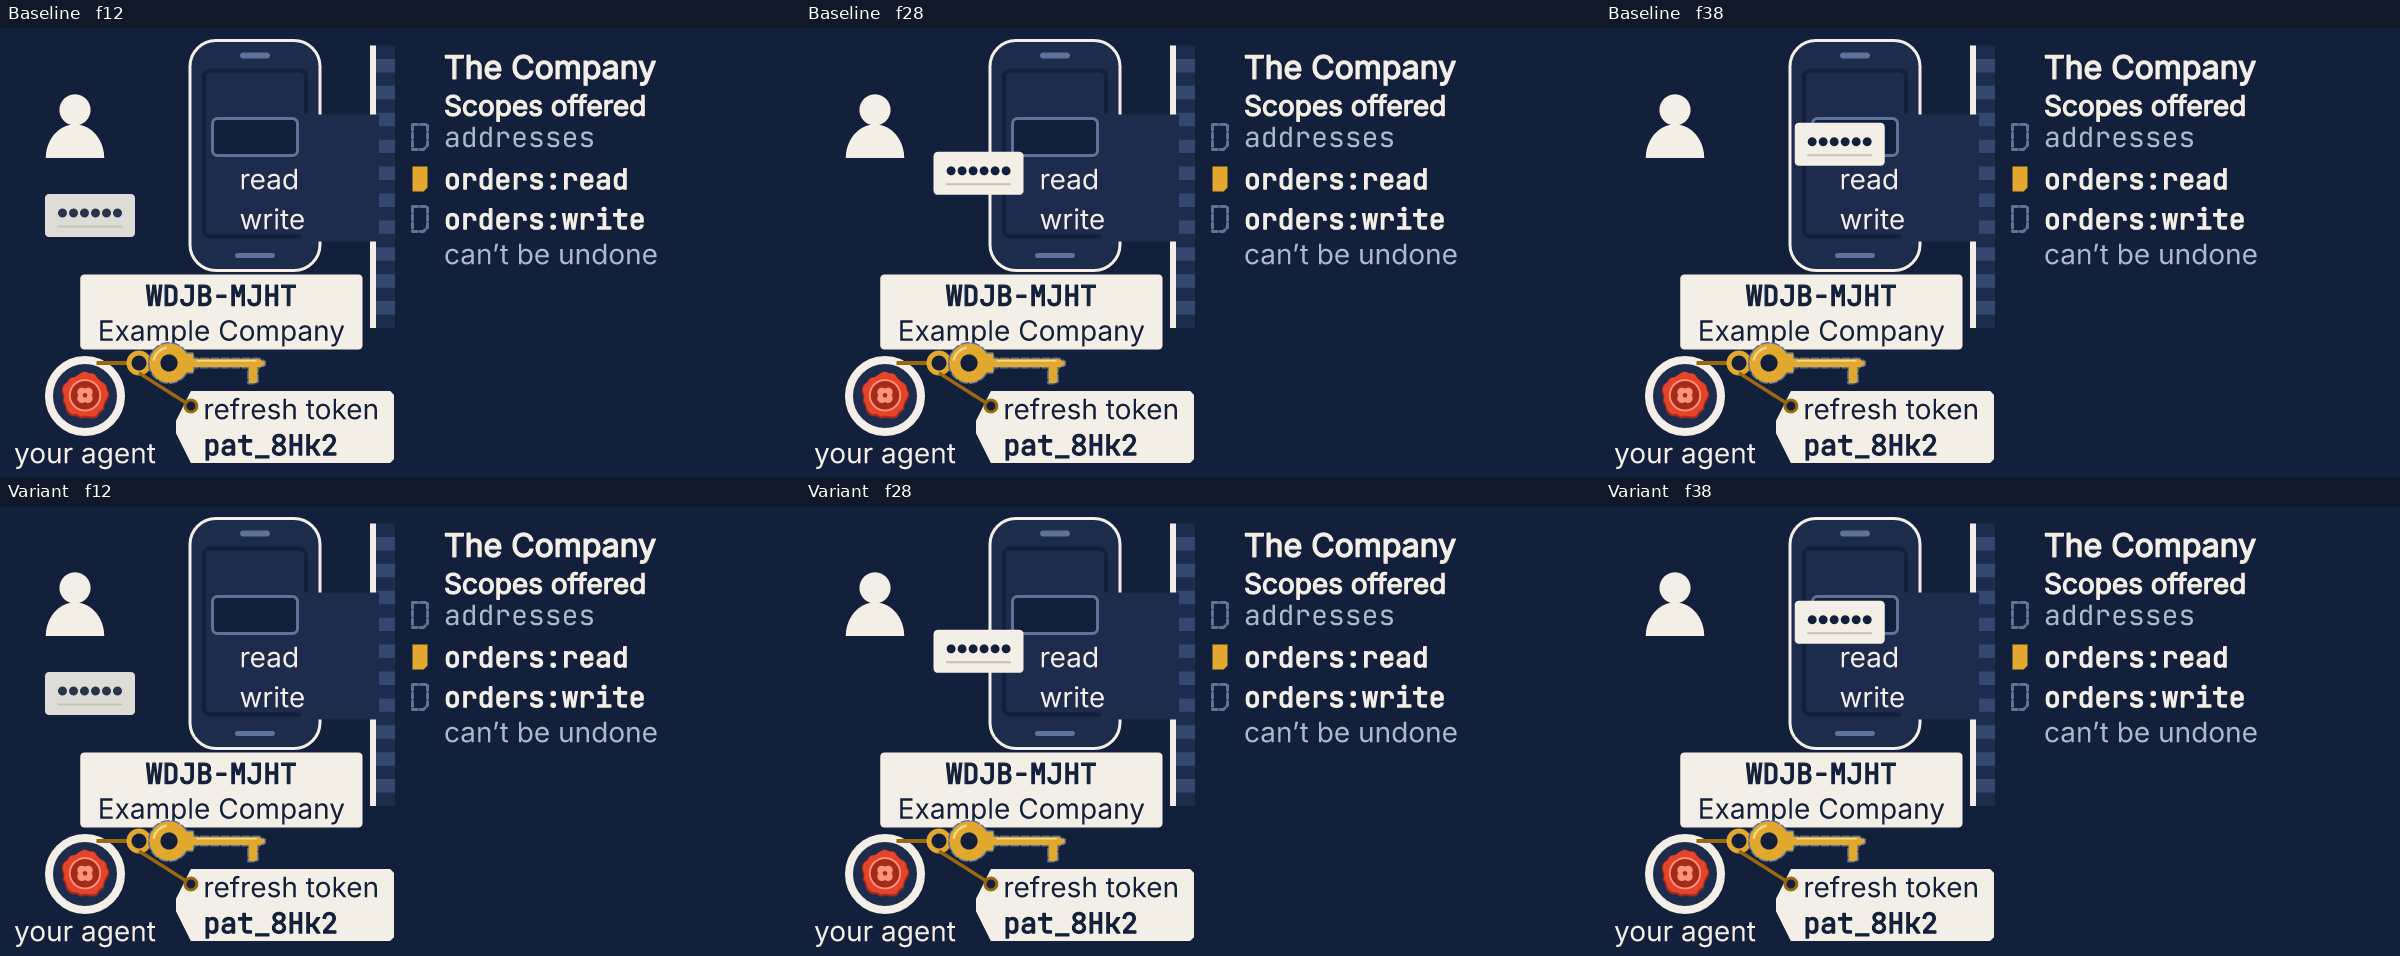 Baseline f12
The Company
Scopes offered
addresses
read
orders:read
write
orders:write
can't be undone
WDJB-MJHT
Example Company
refresh token
pat_8Hk2
your agent
Baseline f28
The Company
Scopes offered
addresses
read
orders:read
write
orders:write
can't be undone
WDJB-MJHT
Example Company
refresh token
pat_8Hk2
your agent
Baseline f38
The Company
Scopes offered
addresses
read
orders:read
write
orders:write
can't be undone
WDJB-MJHT
Example Company
refresh token
pat_8Hk2
your agent
Variant f12
The Company
Scopes offered
addresses
read
orders:read
write
orders:write
can't be undone
WDJB-MJHT
Example Company
refresh token
pat_8Hk2
your agent
Variant f28
The Company
Scopes offered
addresses
read
orders:read
write
orders:write
can't be undone
WDJB-MJHT
Example Company
refresh token
pat_8Hk2
your agent
Variant f38
The Company
Scopes offered
addresses
read
orders:read
write
orders:write
can't be undone
WDJB-MJHT
Example Company
refresh token
pat_8Hk2
your agent